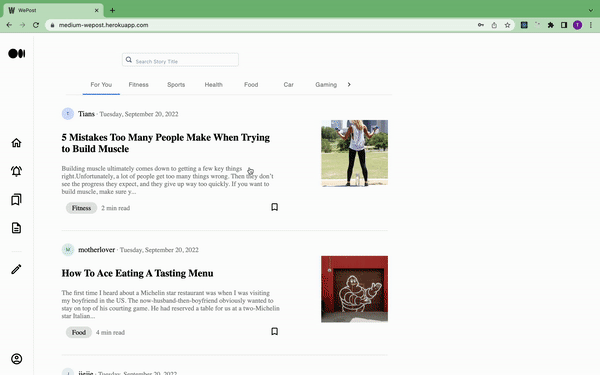 WePost
medium-wepost.herokuapp.com
T
Search Story Title
For You
Fitness
Sports
Health
Food
Car
Gaming
T
Tians · Tuesday, September 20, 2022
5 Mistakes Too Many People Make When Trying
to Build Muscle
Building muscle ultimately comes down to getting a few key things
right.Unfortunately, a lot of people get too many things wrong. Then they don't
see the progress they expect, and they give up way too quickly. If you want to
build muscle, make sure y...
Fitness
2 min read
M
motherlover · Tuesday, September 20, 2022
How To Ace Eating A Tasting Menu
The first time I heard about a Michelin star restaurant was when I was visiting
my boyfriend in the US. The now-husband-then-boyfriend obviously wanted to
stay on top of his courting game. He had reserved a table for us at a two-Michelin
star Italian...
Food
4 min read
Tuesday, September 20, 2022